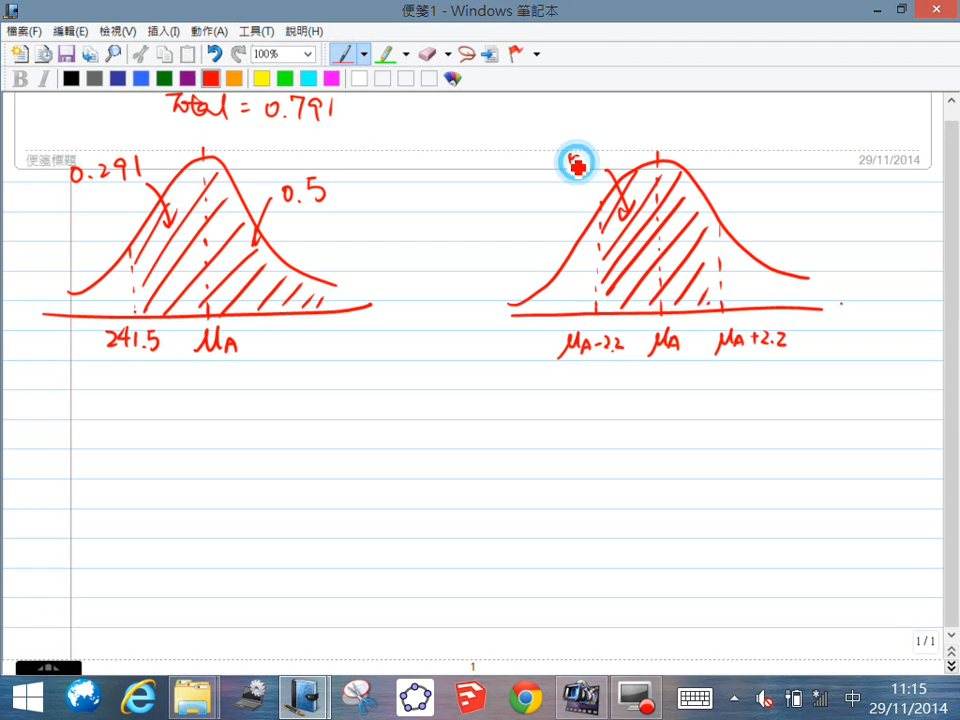 便箋1 - Windows 筆記本
檔案(F) 編輯(E) 檢視(V) 插入(I) 動作(A) 工具(T) 說明(H)
100%
B I
Total = 0.791
便箋標題 29/11/2014
0.291
0.5
241.5 μA
μA-2.2 μA μA+2.2
1 / 1
1
中
11:15
29/11/2014